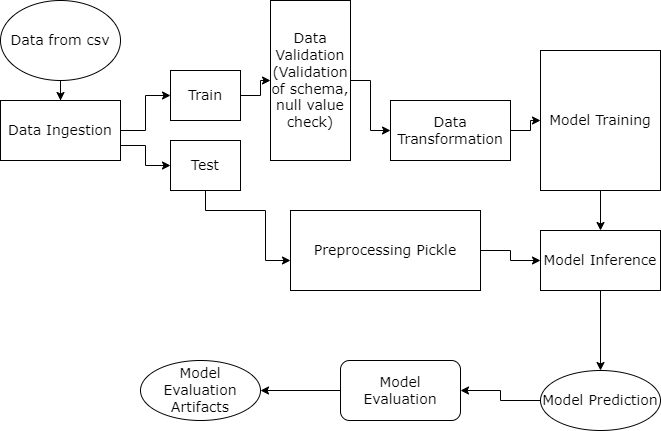 Data from csv
Data Ingestion
Train
Test
Data
Validation
(Validation
of schema,
null value
check)
Data
Transformation
Model Training
Preprocessing Pickle
Model Inference
Model Prediction
Model
Evaluation
Model
Evaluation
Artifacts